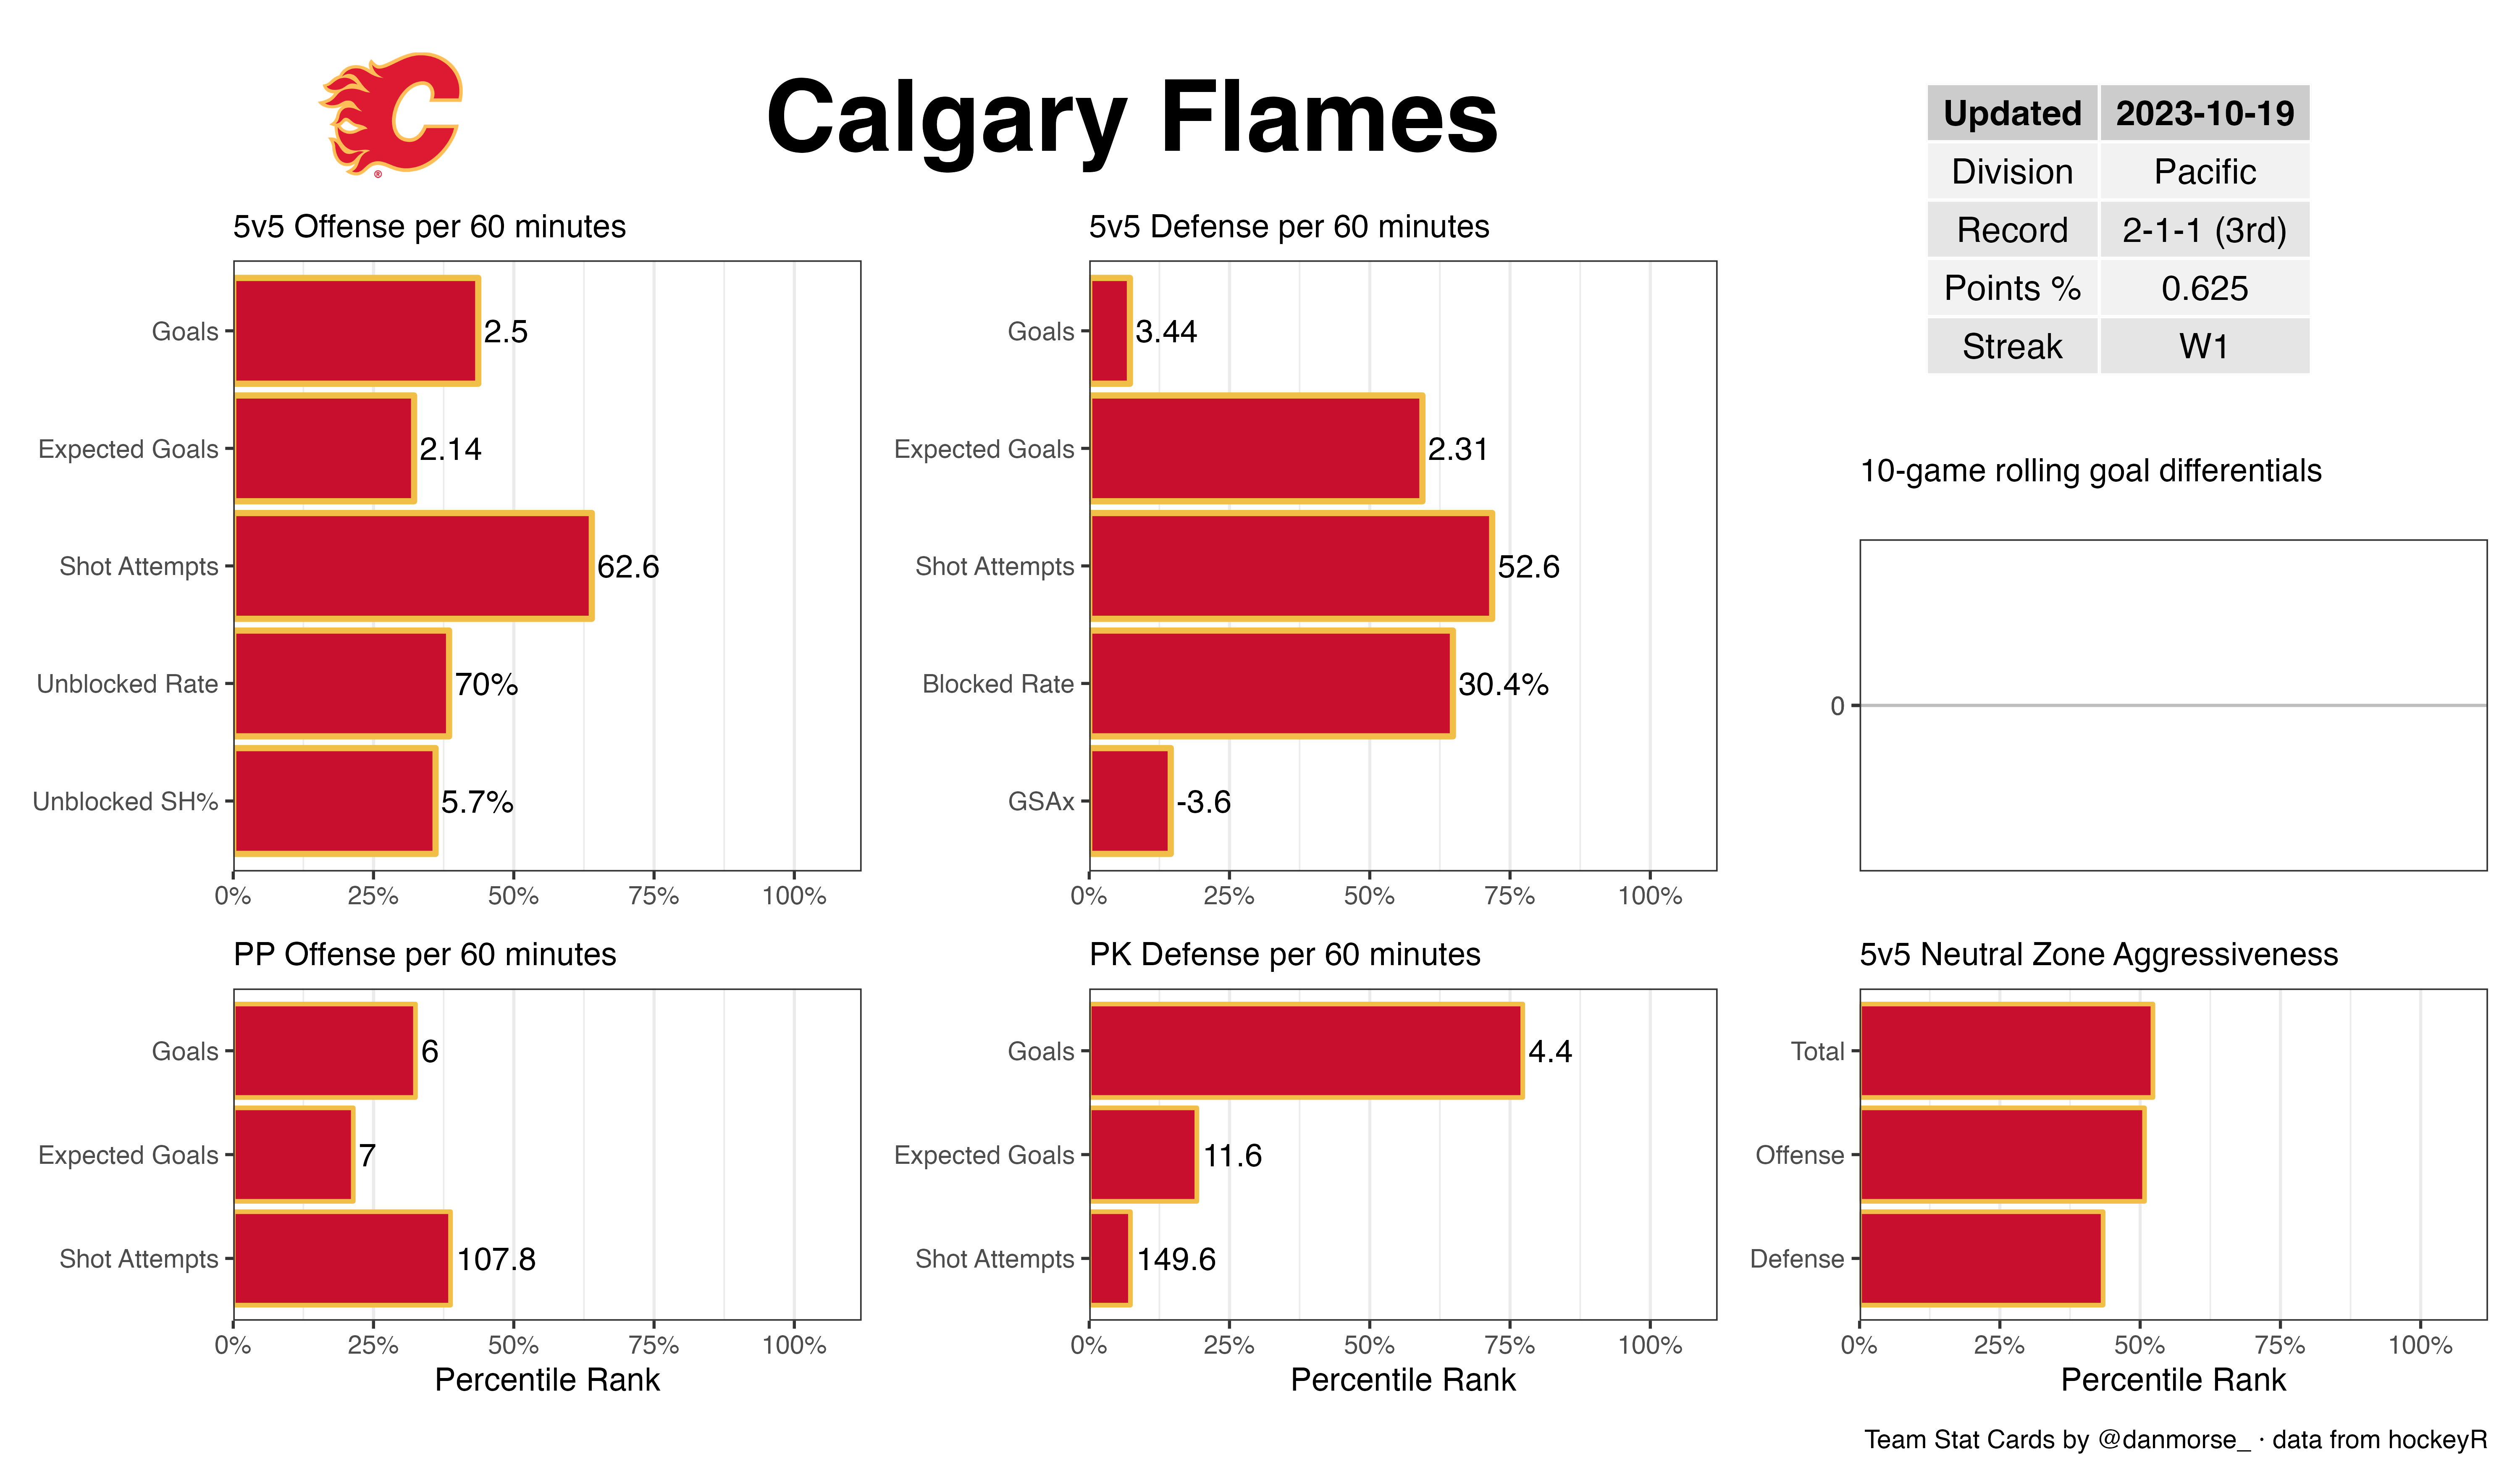 Calgary Flames
Updated 2023-10-19
Division Pacific
Record 2-1-1 (3rd)
Points % 0.625
Streak W1
5v5 Offense per 60 minutes
Goals 2.5
Expected Goals 2.14
Shot Attempts 62.6
Unblocked Rate 70%
Unblocked SH% 5.7%
0% 25% 50% 75% 100%
5v5 Defense per 60 minutes
Goals 3.44
Expected Goals 2.31
Shot Attempts 52.6
Blocked Rate 30.4%
GSAx -3.6
0% 25% 50% 75% 100%
10-game rolling goal differentials
0
PP Offense per 60 minutes
Goals 6
Expected Goals 7
Shot Attempts 107.8
0% 25% 50% 75% 100%
Percentile Rank
PK Defense per 60 minutes
Goals 4.4
Expected Goals 11.6
Shot Attempts 149.6
0% 25% 50% 75% 100%
Percentile Rank
5v5 Neutral Zone Aggressiveness
Total
Offense
Defense
0% 25% 50% 75% 100%
Percentile Rank
Team Stat Cards by @danmorse_ · data from hockeyR